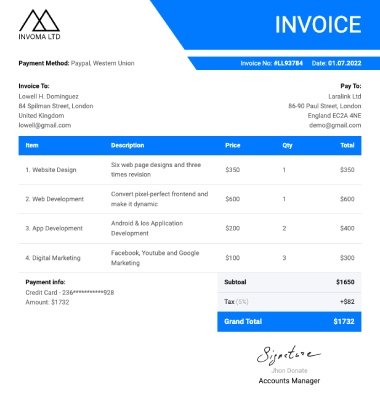 INVOICE
INVOMA LTD
Payment Method: Paypal, Western Union
Invoice No: #LL93784 Date: 01.07.2022
Invoice To:
Lowell H. Dominguez
84 Spilman Street, London
United Kingdom
lowell@gmail.com
Pay To:
Laralink Ltd
86-90 Paul Street, London
England EC2A 4NE
demo@gmail.com
Item Description Price Qty Total
1. Website Design Six web page designs and three times revision $350 1 $350
2. Web Development Convert pixel-perfect frontend and make it dynamic $600 1 $600
3. App Development Android & Ios Application Development $200 2 $400
4. Digital Marketing Facebook, Youtube and Google Marketing $100 3 $300
Payment info:
Credit Card - 236***********928
Amount: $1732
Subtoal $1650
Tax (5%) +$82
Grand Total $1732
Signature
Jhon Donate
Accounts Manager